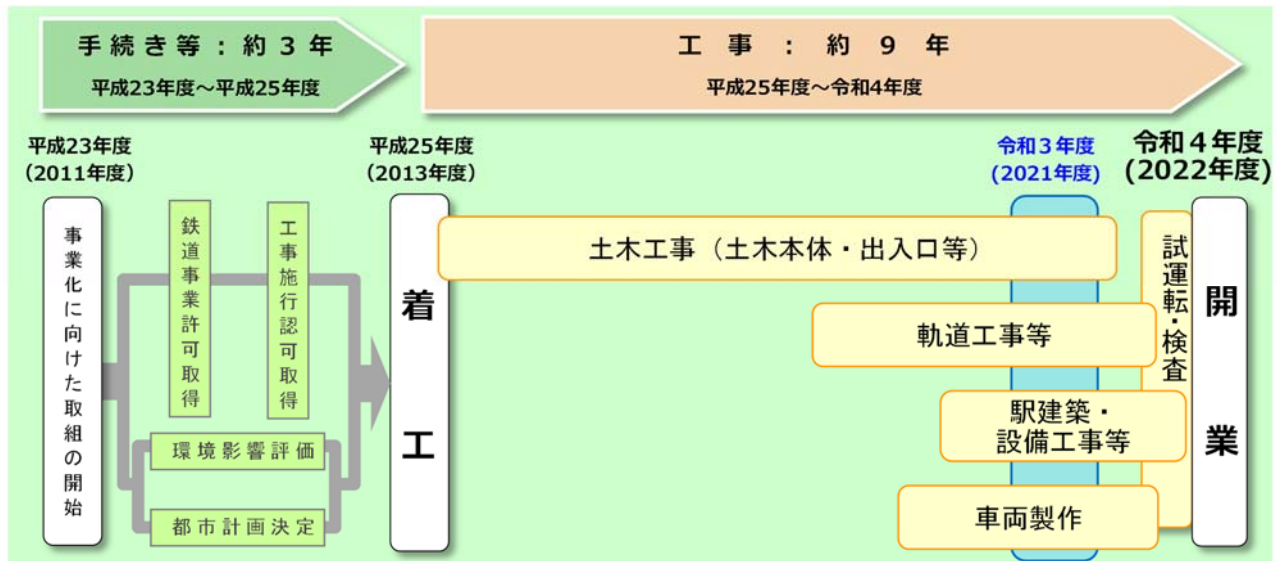 手続き等：約３年
平成23年度～平成25年度
工事：約９年
平成25年度～令和4年度
平成23年度
（2011年度）
平成25年度
（2013年度）
令和３年度
(2021年度)
令和４年度
(2022年度)
事業化に向けた取組の開始
鉄道事業許可取得
工事施行認可取得
環境影響評価
都市計画決定
着工
土木工事（土木本体・出入口等）
軌道工事等
駅建築・
設備工事等
車両製作
試運転・検査
開業